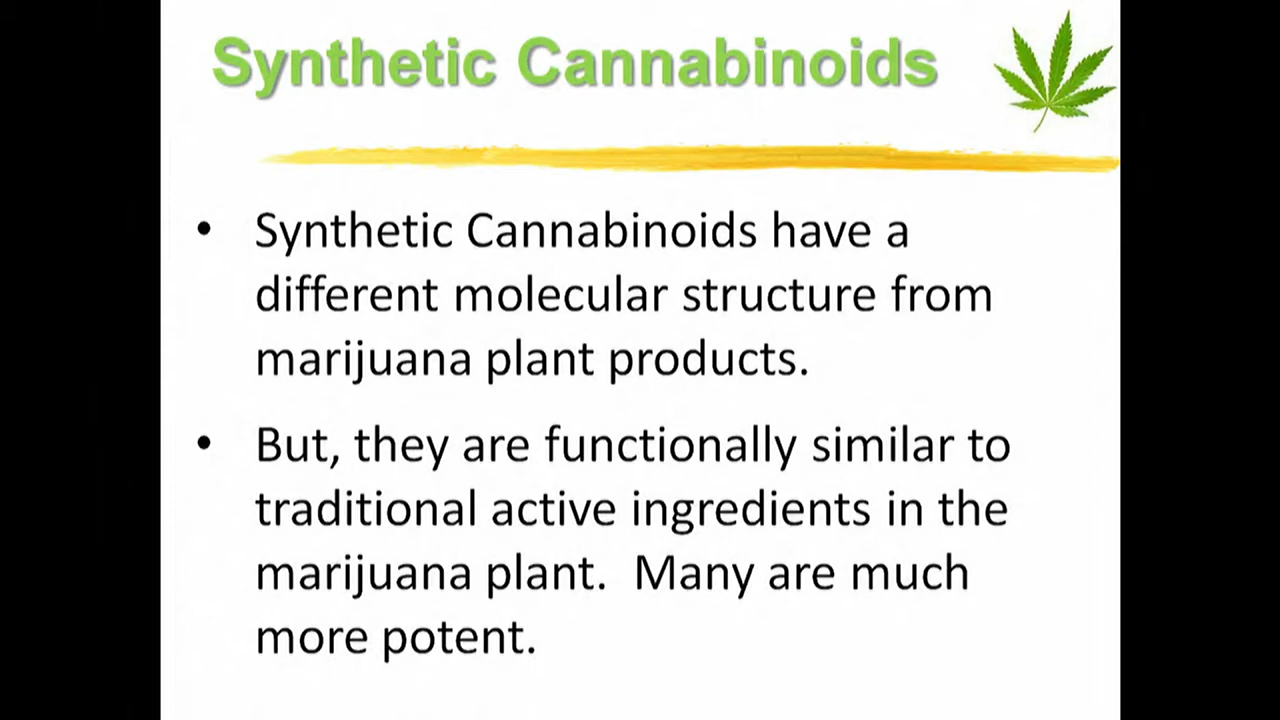 Synthetic Cannabinoids
• Synthetic Cannabinoids have a
different molecular structure from
marijuana plant products.
• But, they are functionally similar to
traditional active ingredients in the
marijuana plant.  Many are much
more potent.